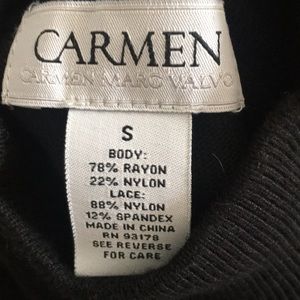 CARMEN
CARMEN MARC VALVO
S
BODY:
78% RAYON
22% NYLON
LACE:
88% NYLON
12% SPANDEX
MADE IN CHINA
RN 93178
SEE REVERSE
FOR CARE